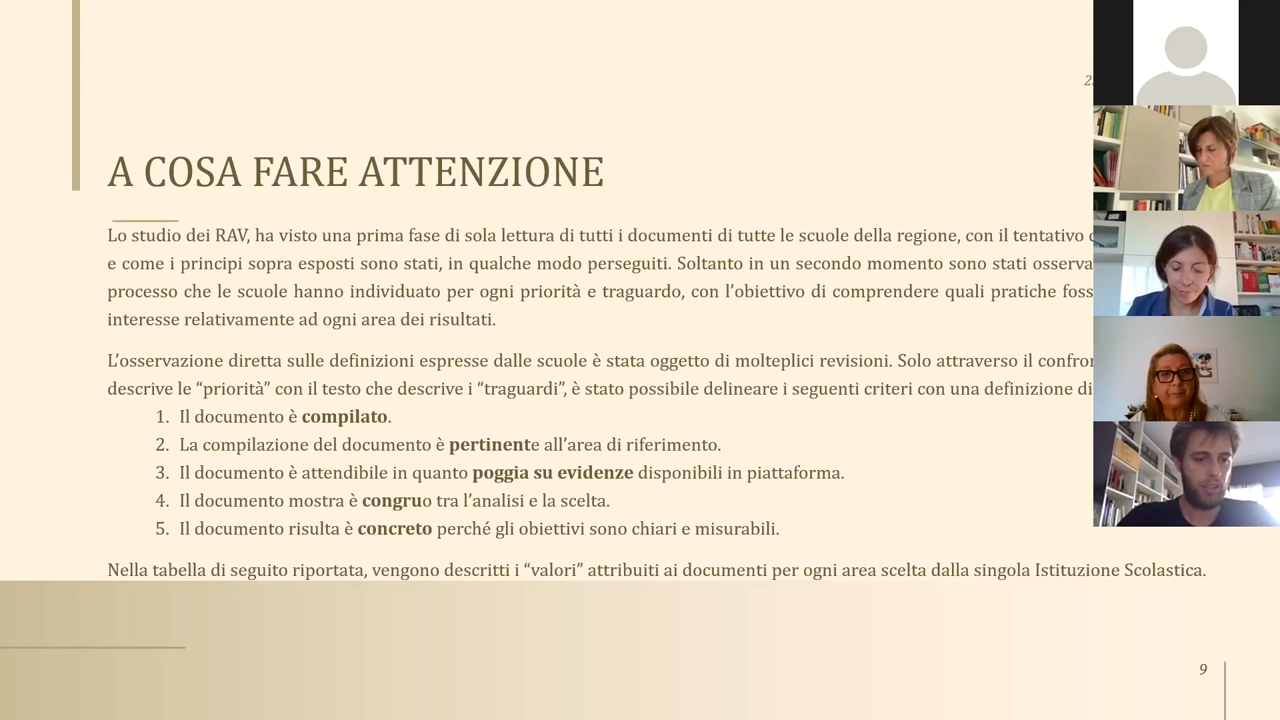 A COSA FARE ATTENZIONE
Lo studio dei RAV, ha visto una prima fase di sola lettura di tutti i documenti di tutte le scuole della regione, con il tentativo
e come i principi sopra esposti sono stati, in qualche modo perseguiti. Soltanto in un secondo momento sono stati osserva
processo che le scuole hanno individuato per ogni priorità e traguardo, con l’obiettivo di comprendere quali pratiche foss
interesse relativamente ad ogni area dei risultati.
L’osservazione diretta sulle definizioni espresse dalle scuole è stata oggetto di molteplici revisioni. Solo attraverso il confron
descrive le “priorità” con il testo che descrive i “traguardi”, è stato possibile delineare i seguenti criteri con una definizione di
1. Il documento è compilato.
2. La compilazione del documento è pertinente all’area di riferimento.
3. Il documento è attendibile in quanto poggia su evidenze disponibili in piattaforma.
4. Il documento mostra è congruo tra l’analisi e la scelta.
5. Il documento risulta è concreto perché gli obiettivi sono chiari e misurabili.
Nella tabella di seguito riportata, vengono descritti i “valori” attribuiti ai documenti per ogni area scelta dalla singola Istituzione Scolastica.
9